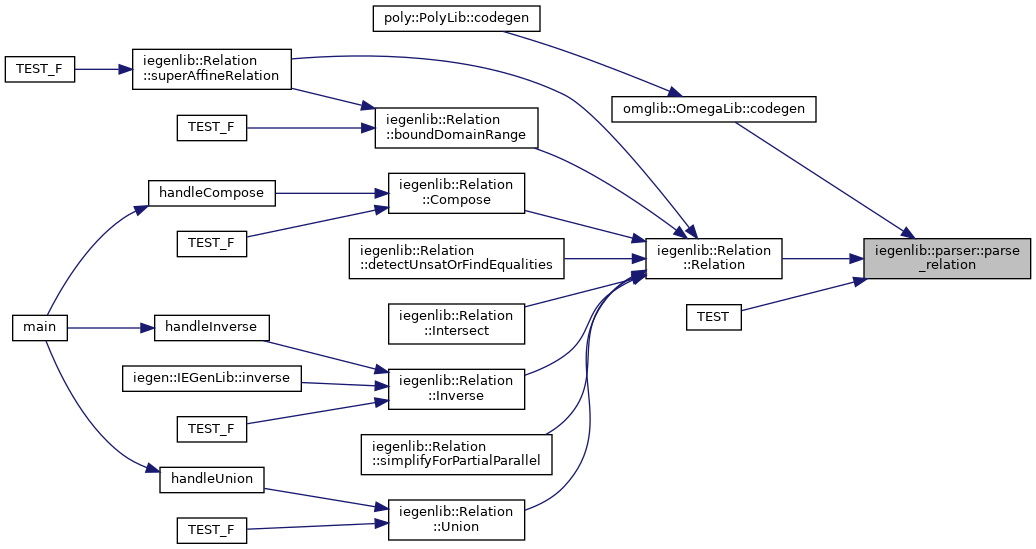 poly::PolyLib::codegen
iegenlib::Relation
::superAffineRelation
TEST_F
omglib::OmegaLib::codegen
iegenlib::Relation
::boundDomainRange
TEST_F
iegenlib::Relation
::Compose
handleCompose
TEST_F
iegenlib::Relation
::detectUnsatOrFindEqualities
iegenlib::Relation
::Relation
iegenlib::parser::parse
_relation
iegenlib::Relation
::Intersect
TEST
main
handleInverse
iegen::IEGenLib::inverse
iegenlib::Relation
::Inverse
TEST_F
iegenlib::Relation
::simplifyForPartialParallel
handleUnion
iegenlib::Relation
::Union
TEST_F